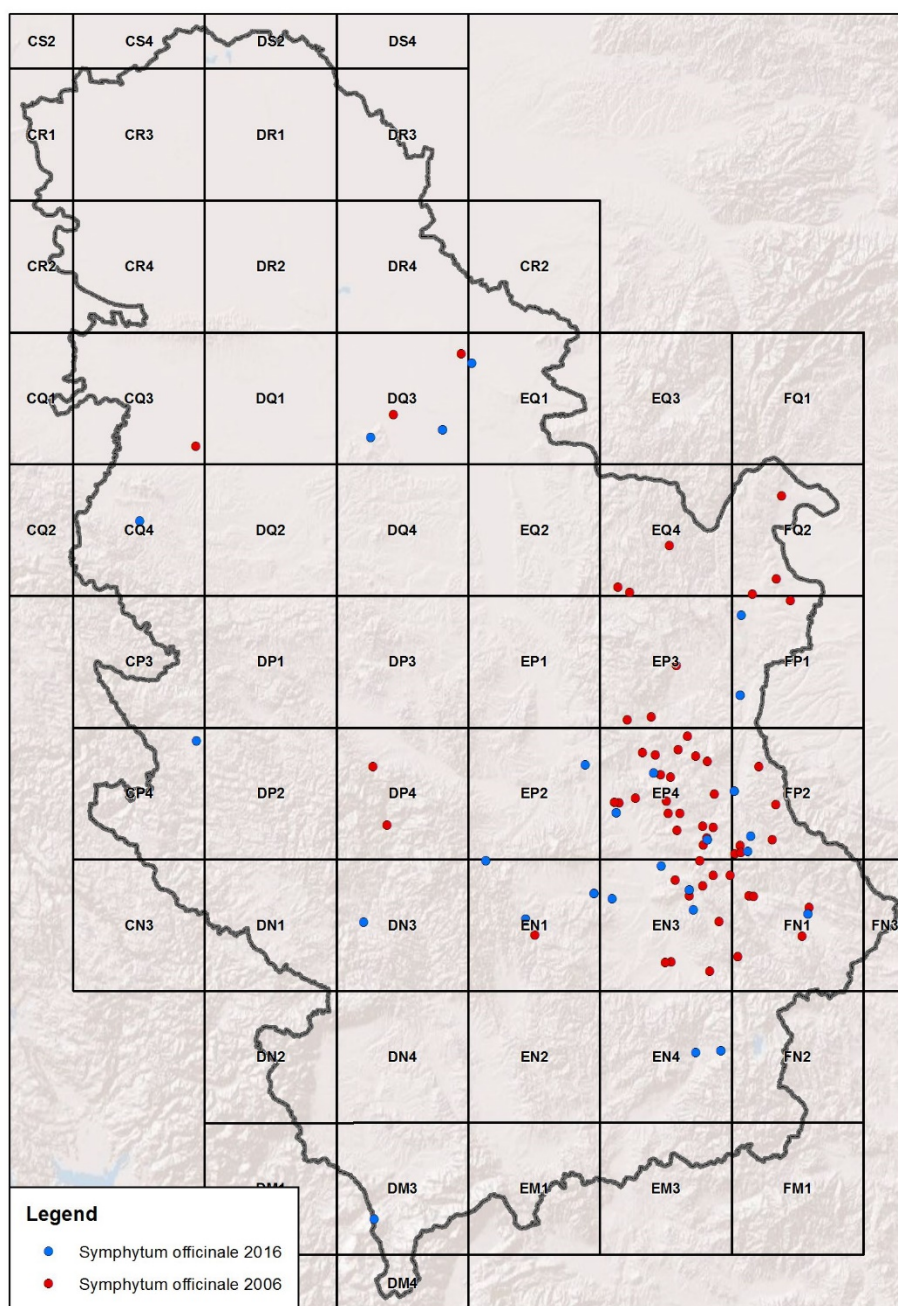 CS2 CS4 DS2 DS4
CR1 CR3 DR1 DR3
CR2 CR4 DR2 DR4 CR2
CQ1 CQ3 DQ1 DQ3 EQ1 EQ3 FQ1
CQ2 CQ4 DQ2 DQ4 EQ2 EQ4 FQ2
CP3 DP1 DP3 EP1 EP3 FP1
CP4 DP2 DP4 EP2 EP4 FP2
CN3 DN1 DN3 EN1 EN3 FN1 FN3
DN2 DN4 EN2 EN4 FN2
DM1 DM3 EM1 EM3 FM1
DM4
Legend
Symphytum officinale 2016
Symphytum officinale 2006